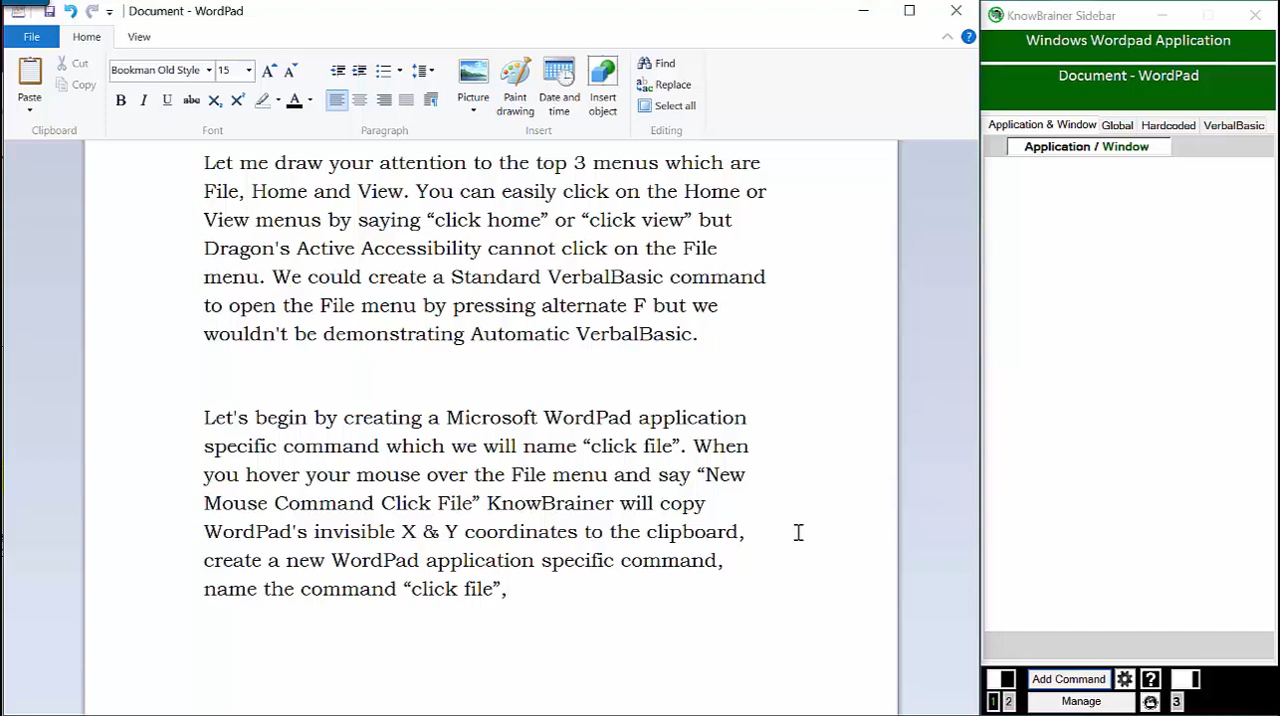 Document - WordPad
File Home View
Paste
Cut
Copy
Clipboard
Bookman Old Style 15
B I U abc X₂ X² A
Font
Paragraph
Picture
Paint drawing
Date and time
Insert object
Insert
Find
Replace
Select all
Editing
Let me draw your attention to the top 3 menus which are
File, Home and View. You can easily click on the Home or
View menus by saying “click home” or “click view” but
Dragon's Active Accessibility cannot click on the File
menu. We could create a Standard VerbalBasic command
to open the File menu by pressing alternate F but we
wouldn't be demonstrating Automatic VerbalBasic.
Let's begin by creating a Microsoft WordPad application
specific command which we will name “click file”. When
you hover your mouse over the File menu and say “New
Mouse Command Click File” KnowBrainer will copy
WordPad's invisible X & Y coordinates to the clipboard,
create a new WordPad application specific command,
name the command “click file”,
KnowBrainer Sidebar
Windows Wordpad Application
Document - WordPad
Application & Window Global Hardcoded VerbalBasic
Application / Window
Add Command ?
1 2 Manage 3